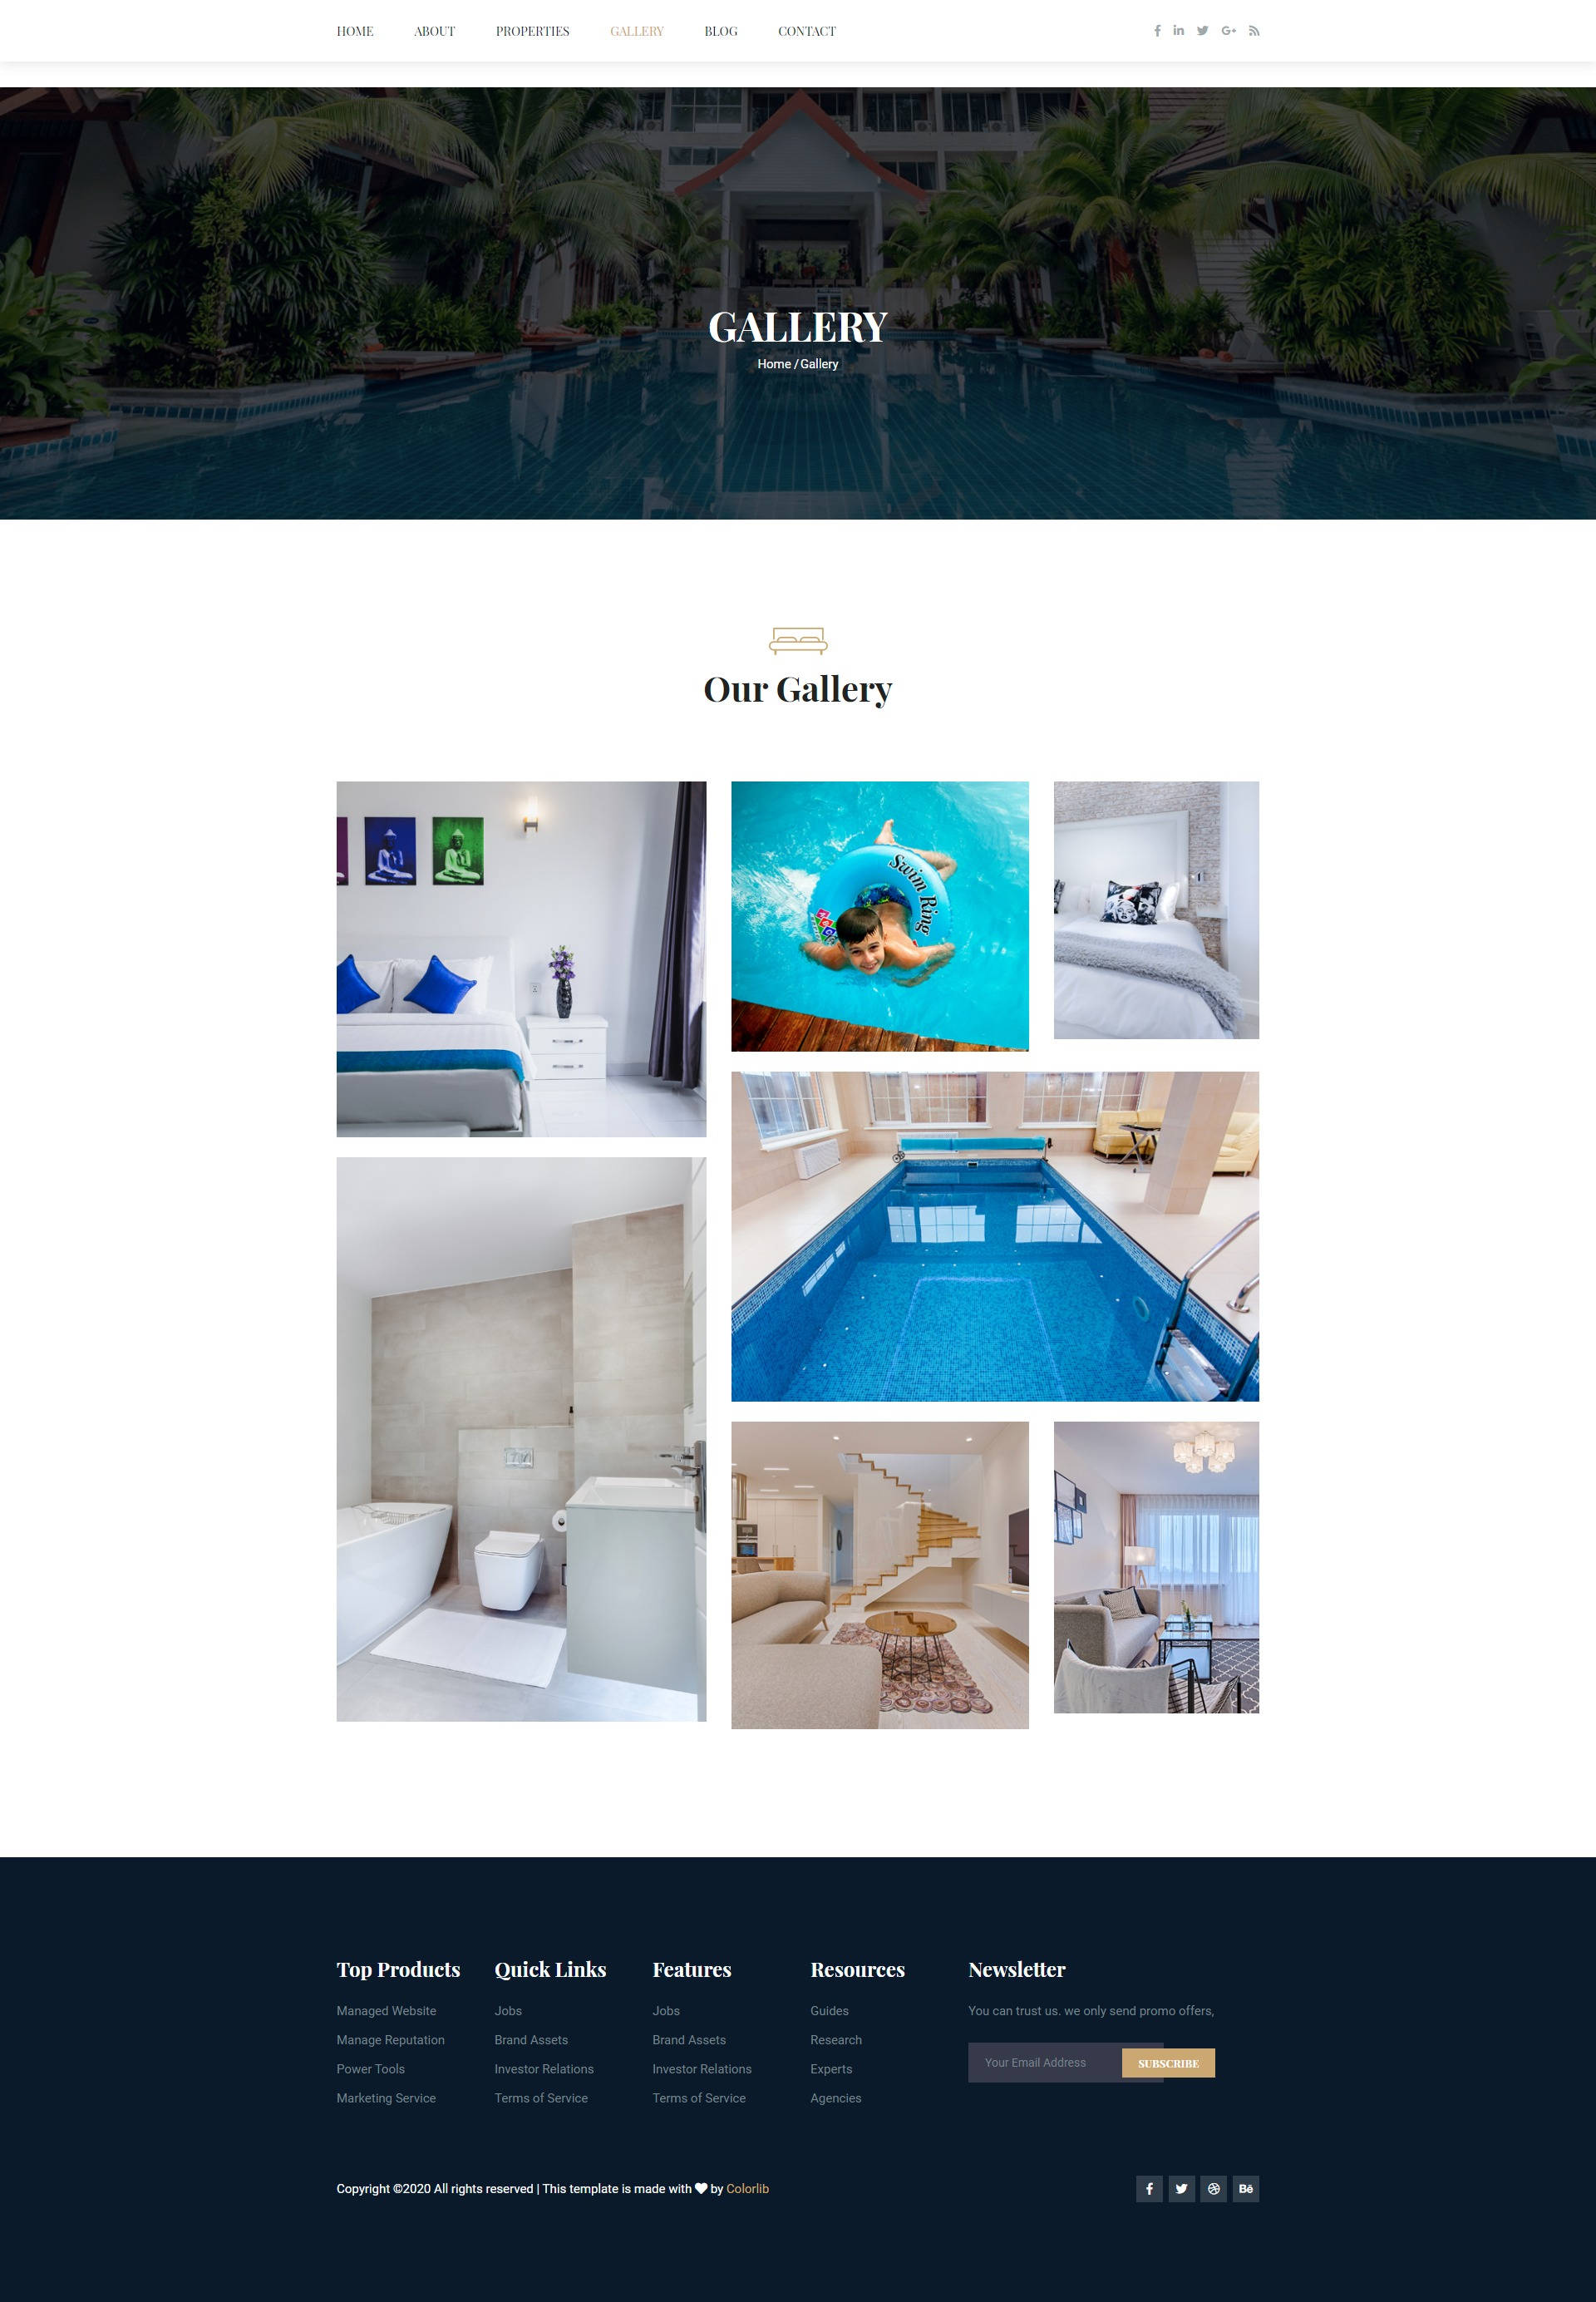 HOME ABOUT PROPERTIES GALLERY BLOG CONTACT
GALLERY
Home / Gallery
Our Gallery
Swim Ring
Top Products
Managed Website
Manage Reputation
Power Tools
Marketing Service
Quick Links
Jobs
Brand Assets
Investor Relations
Terms of Service
Features
Jobs
Brand Assets
Investor Relations
Terms of Service
Resources
Guides
Research
Experts
Agencies
Newsletter
You can trust us. we only send promo offers,
Your Email Address SUBSCRIBE
Copyright ©2020 All rights reserved | This template is made with ♥ by Colorlib